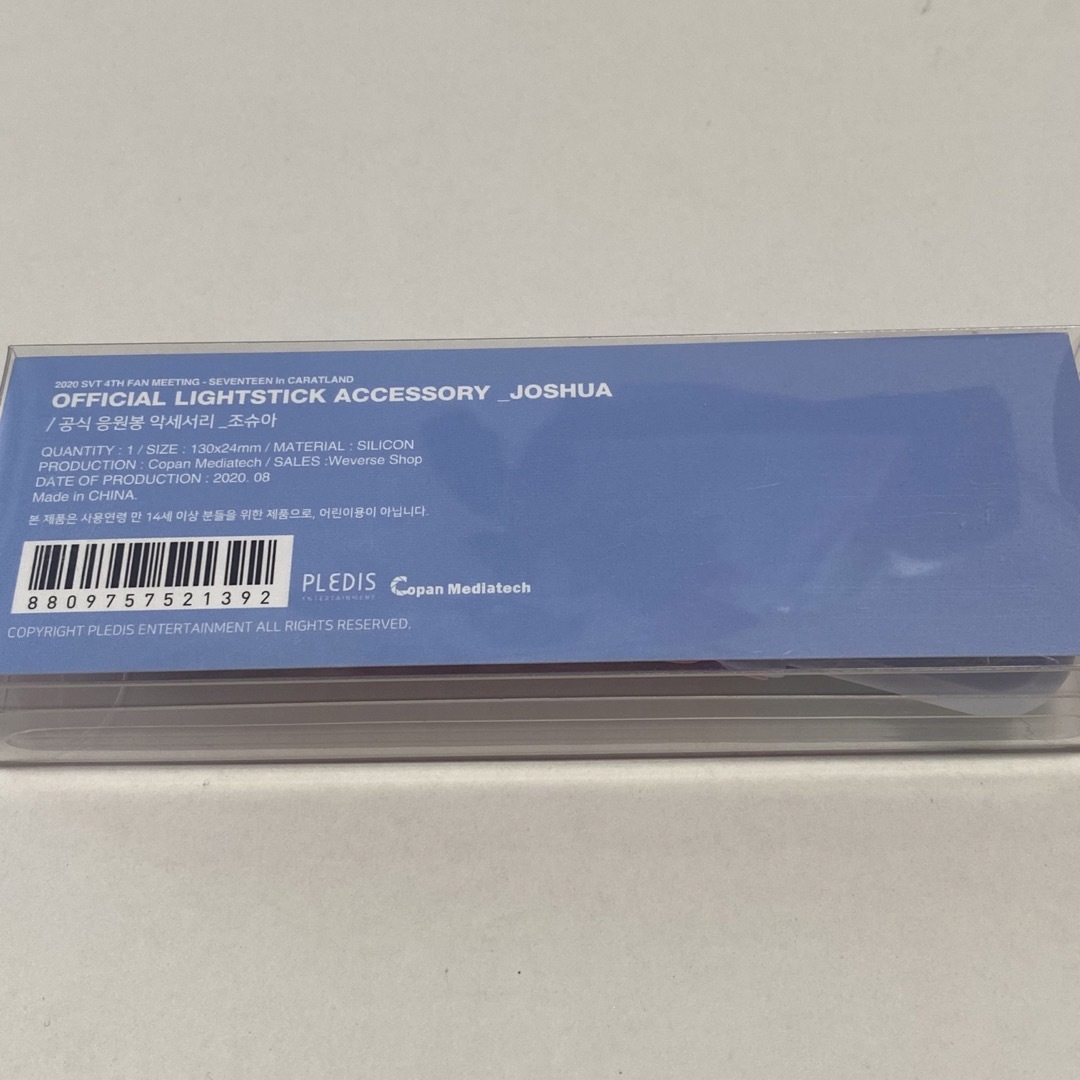 2020 SVT 4TH FAN MEETING - SEVENTEEN In CARATLAND
OFFICIAL LIGHTSTICK ACCESSORY _JOSHUA
/ 공식 응원봉 악세서리 _조슈아
QUANTITY : 1 / SIZE : 130x24mm / MATERIAL : SILICON
PRODUCTION : Copan Mediatech / SALES :Weverse Shop
DATE OF PRODUCTION : 2020. 08
Made in CHINA.
본 제품은 사용연령 만 14세 이상 분들을 위한 제품으로, 어린이용이 아닙니다.
8809757521392
PLEDIS
ENTERTAINMENT
Copan Mediatech
COPYRIGHT PLEDIS ENTERTAINMENT ALL RIGHTS RESERVED.